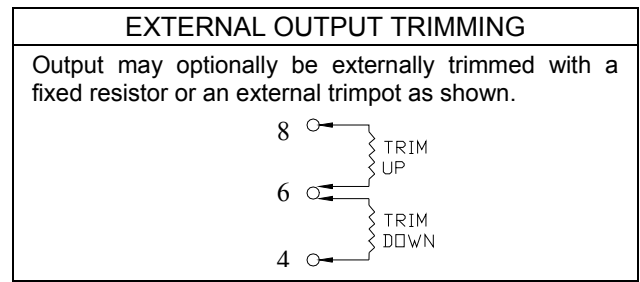 EXTERNAL OUTPUT TRIMMING
Output may optionally be externally trimmed with a
fixed resistor or an external trimpot as shown.
8
TRIM
UP
6
TRIM
DOWN
4